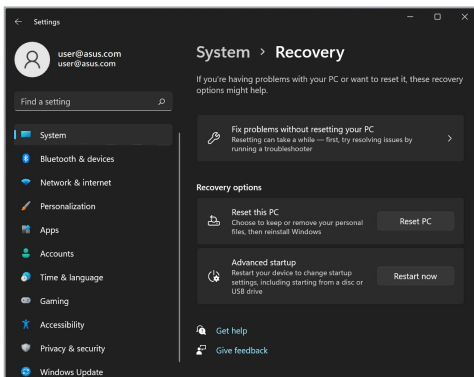 Settings
user@asus.com
user@asus.com
Find a setting
System
Bluetooth & devices
Network & internet
Personalization
Apps
Accounts
Time & language
Gaming
Accessibility
Privacy & security
Windows Update
System > Recovery
If you're having problems with your PC or want to reset it, these recovery
options might help.
Fix problems without resetting your PC
Resetting can take a while — first, try resolving issues by
running a troubleshooter
Recovery options
Reset this PC
Choose to keep or remove your personal
files, then reinstall Windows
Reset PC
Advanced startup
Restart your device to change startup
settings, including starting from a disc or
USB drive
Restart now
Get help
Give feedback